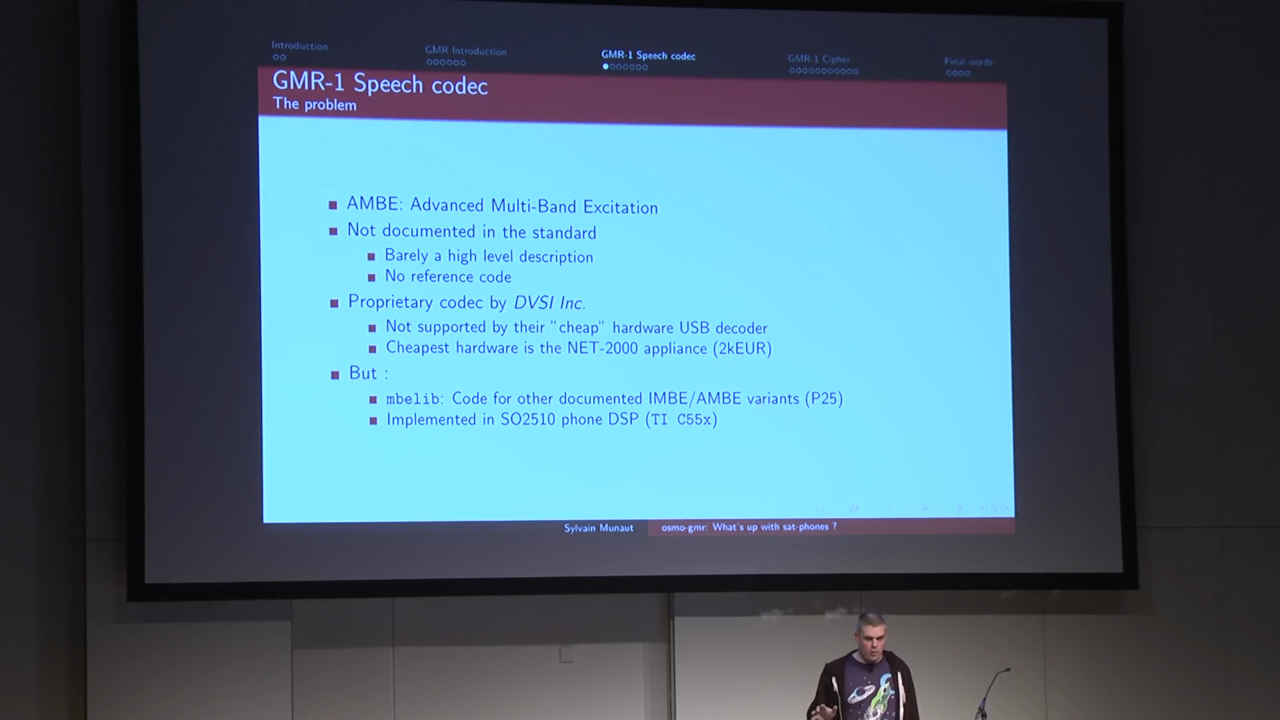 Introduction
GMR Introduction
GMR-1 Speech codec
GMR 1 Cipher
Final words
GMR-1 Speech codec
The problem
AMBE: Advanced Multi-Band Excitation
Not documented in the standard
Barely a high level description
No reference code
Proprietary codec by DVSI Inc.
Not supported by their "cheap" hardware USB decoder
Cheapest hardware is the NET-2000 appliance (2kEUR)
But :
mbelib: Code for other documented IMBE/AMBE variants (P25)
Implemented in SO2510 phone DSP (TI C55x)
Sylvain Munaut
osmo-gmr: What's up with sat-phones ?